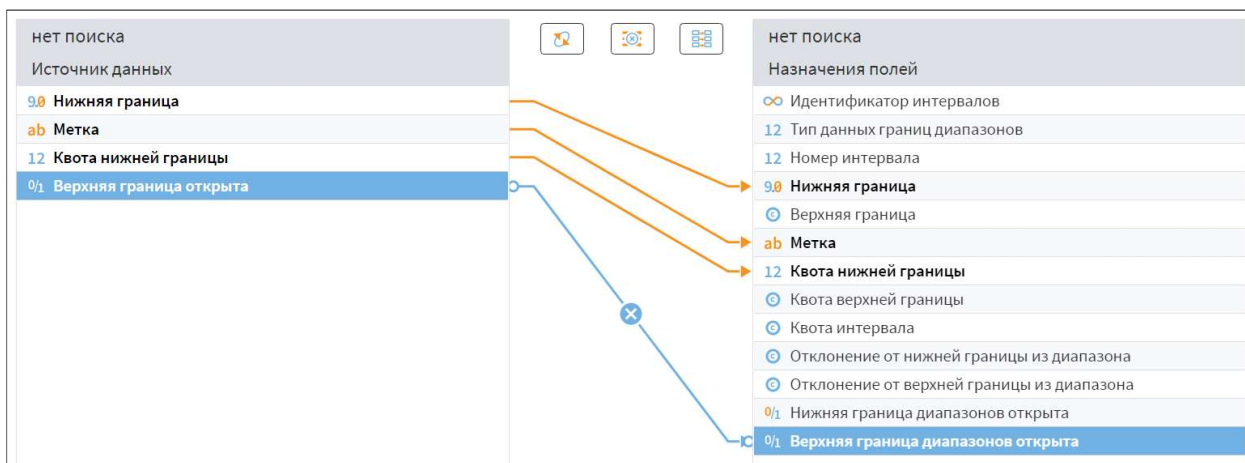 нет поиска
Источник данных
9.0 Нижняя граница
ab Метка
12 Квота нижней границы
0/1 Верхняя граница открыта
нет поиска
Назначения полей
Идентификатор интервалов
12 Тип данных границ диапазонов
12 Номер интервала
9.0 Нижняя граница
c Верхняя граница
ab Метка
12 Квота нижней границы
c Квота верхней границы
c Квота интервала
c Отклонение от нижней границы из диапазона
c Отклонение от верхней границы из диапазона
0/1 Нижняя граница диапазонов открыта
0/1 Верхняя граница диапазонов открыта